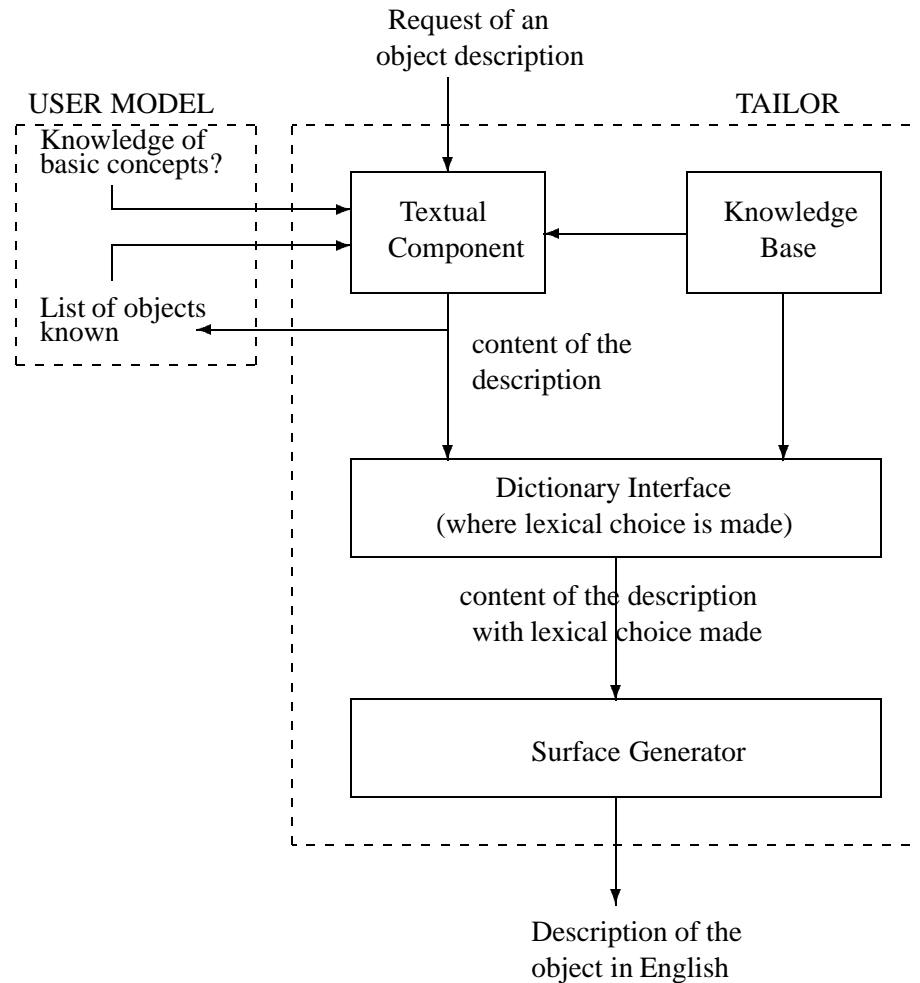 Request of an
object description
USER MODEL
TAILOR
Knowledge of
basic concepts?
Textual
Component
Knowledge
Base
List of objects
known
content of the
description
Dictionary Interface
(where lexical choice is made)
content of the description
with lexical choice made
Surface Generator
Description of the
object in English